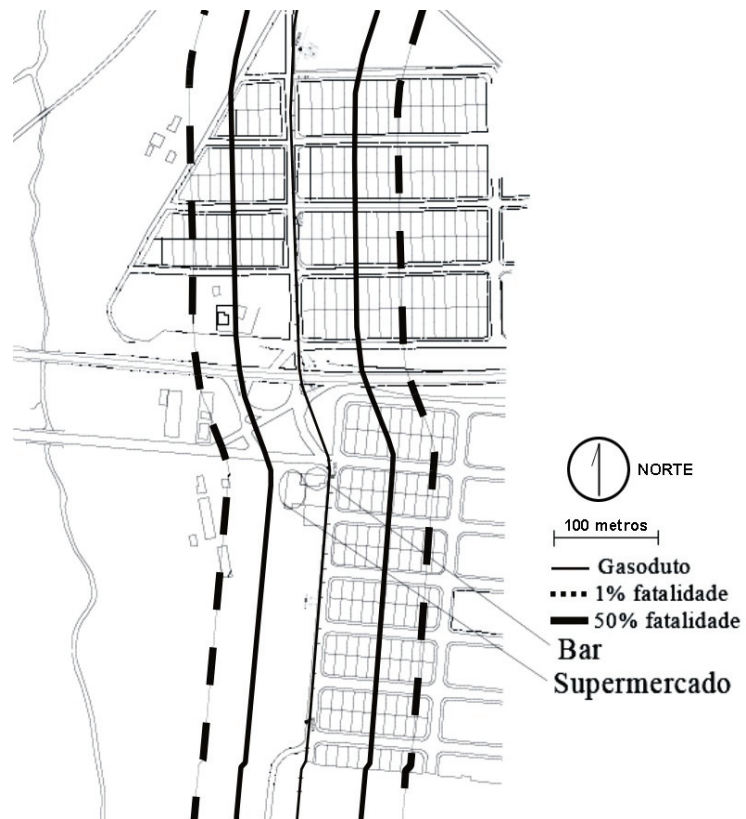 NORTE
100 metros
Gasoduto
1% fatalidade
50% fatalidade
Bar
Supermercado